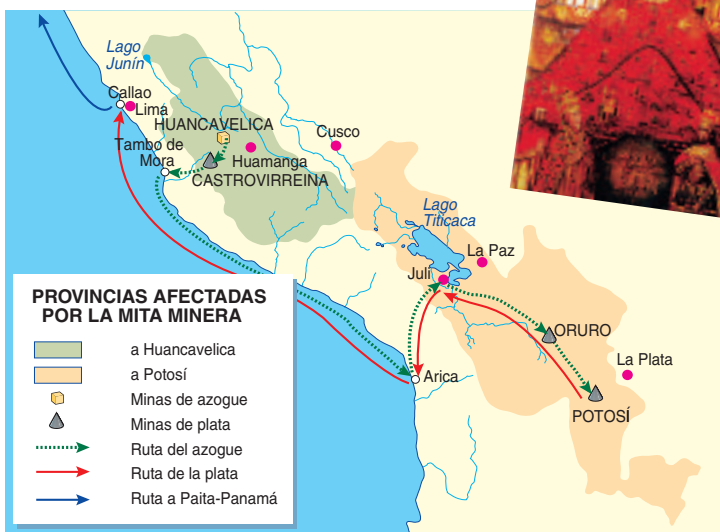 Lago
Junín
Callao
Lima
HUANCAVELICA
Tambo de
Mora
Huamanga
CASTROVIRREINA
Cusco
Lago
Titicaca
La Paz
Juli
ORURO
La Plata
Arica
POTOSÍ
PROVINCIAS AFECTADAS
POR LA MITA MINERA
a Huancavelica
a Potosí
Minas de azogue
Minas de plata
Ruta del azogue
Ruta de la plata
Ruta a Paita-Panamá